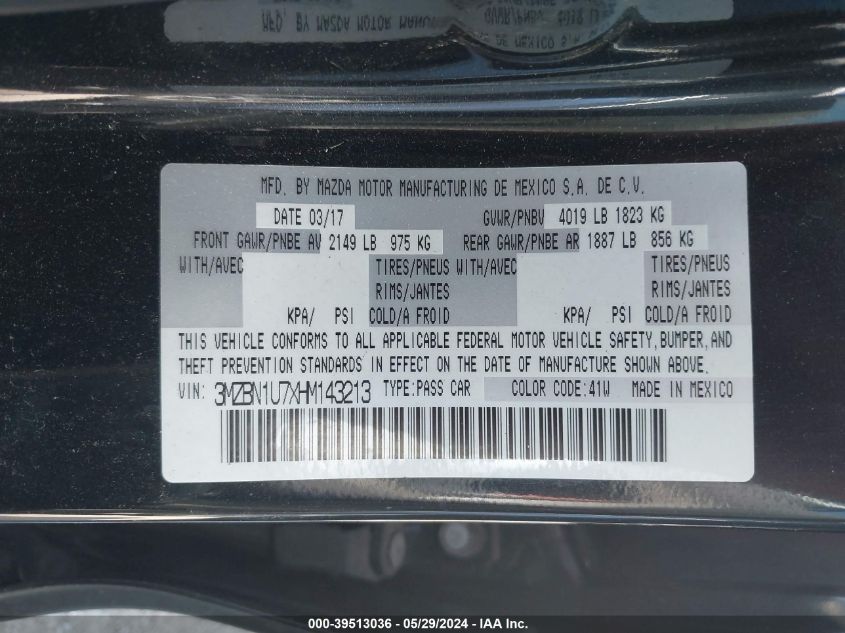 MFD. BY MAZDA MOTOR MANUFACTURING DE MEXICO S.A. DE C.V.
DATE 03/17 GVWR/PNBV 4019 LB 1823 KG
FRONT GAWR/PNBE AV 2149 LB 975 KG REAR GAWR/PNBE AR 1887 LB 856 KG
WITH/AVEC TIRES/PNEUS WITH/AVEC TIRES/PNEUS
RIMS/JANTES RIMS/JANTES
KPA/ PSI COLD/A FROID KPA/ PSI COLD/A FROID
THIS VEHICLE CONFORMS TO ALL APPLICABLE FEDERAL MOTOR VEHICLE SAFETY, BUMPER, AND
THEFT PREVENTION STANDARDS IN EFFECT ON THE DATE OF MANUFACTURE SHOWN ABOVE.
VIN: 3MZBN1U7XHM143213 TYPE:PASS CAR COLOR CODE:41W MADE IN MEXICO
000-39513036 - 05/29/2024 - IAA Inc.